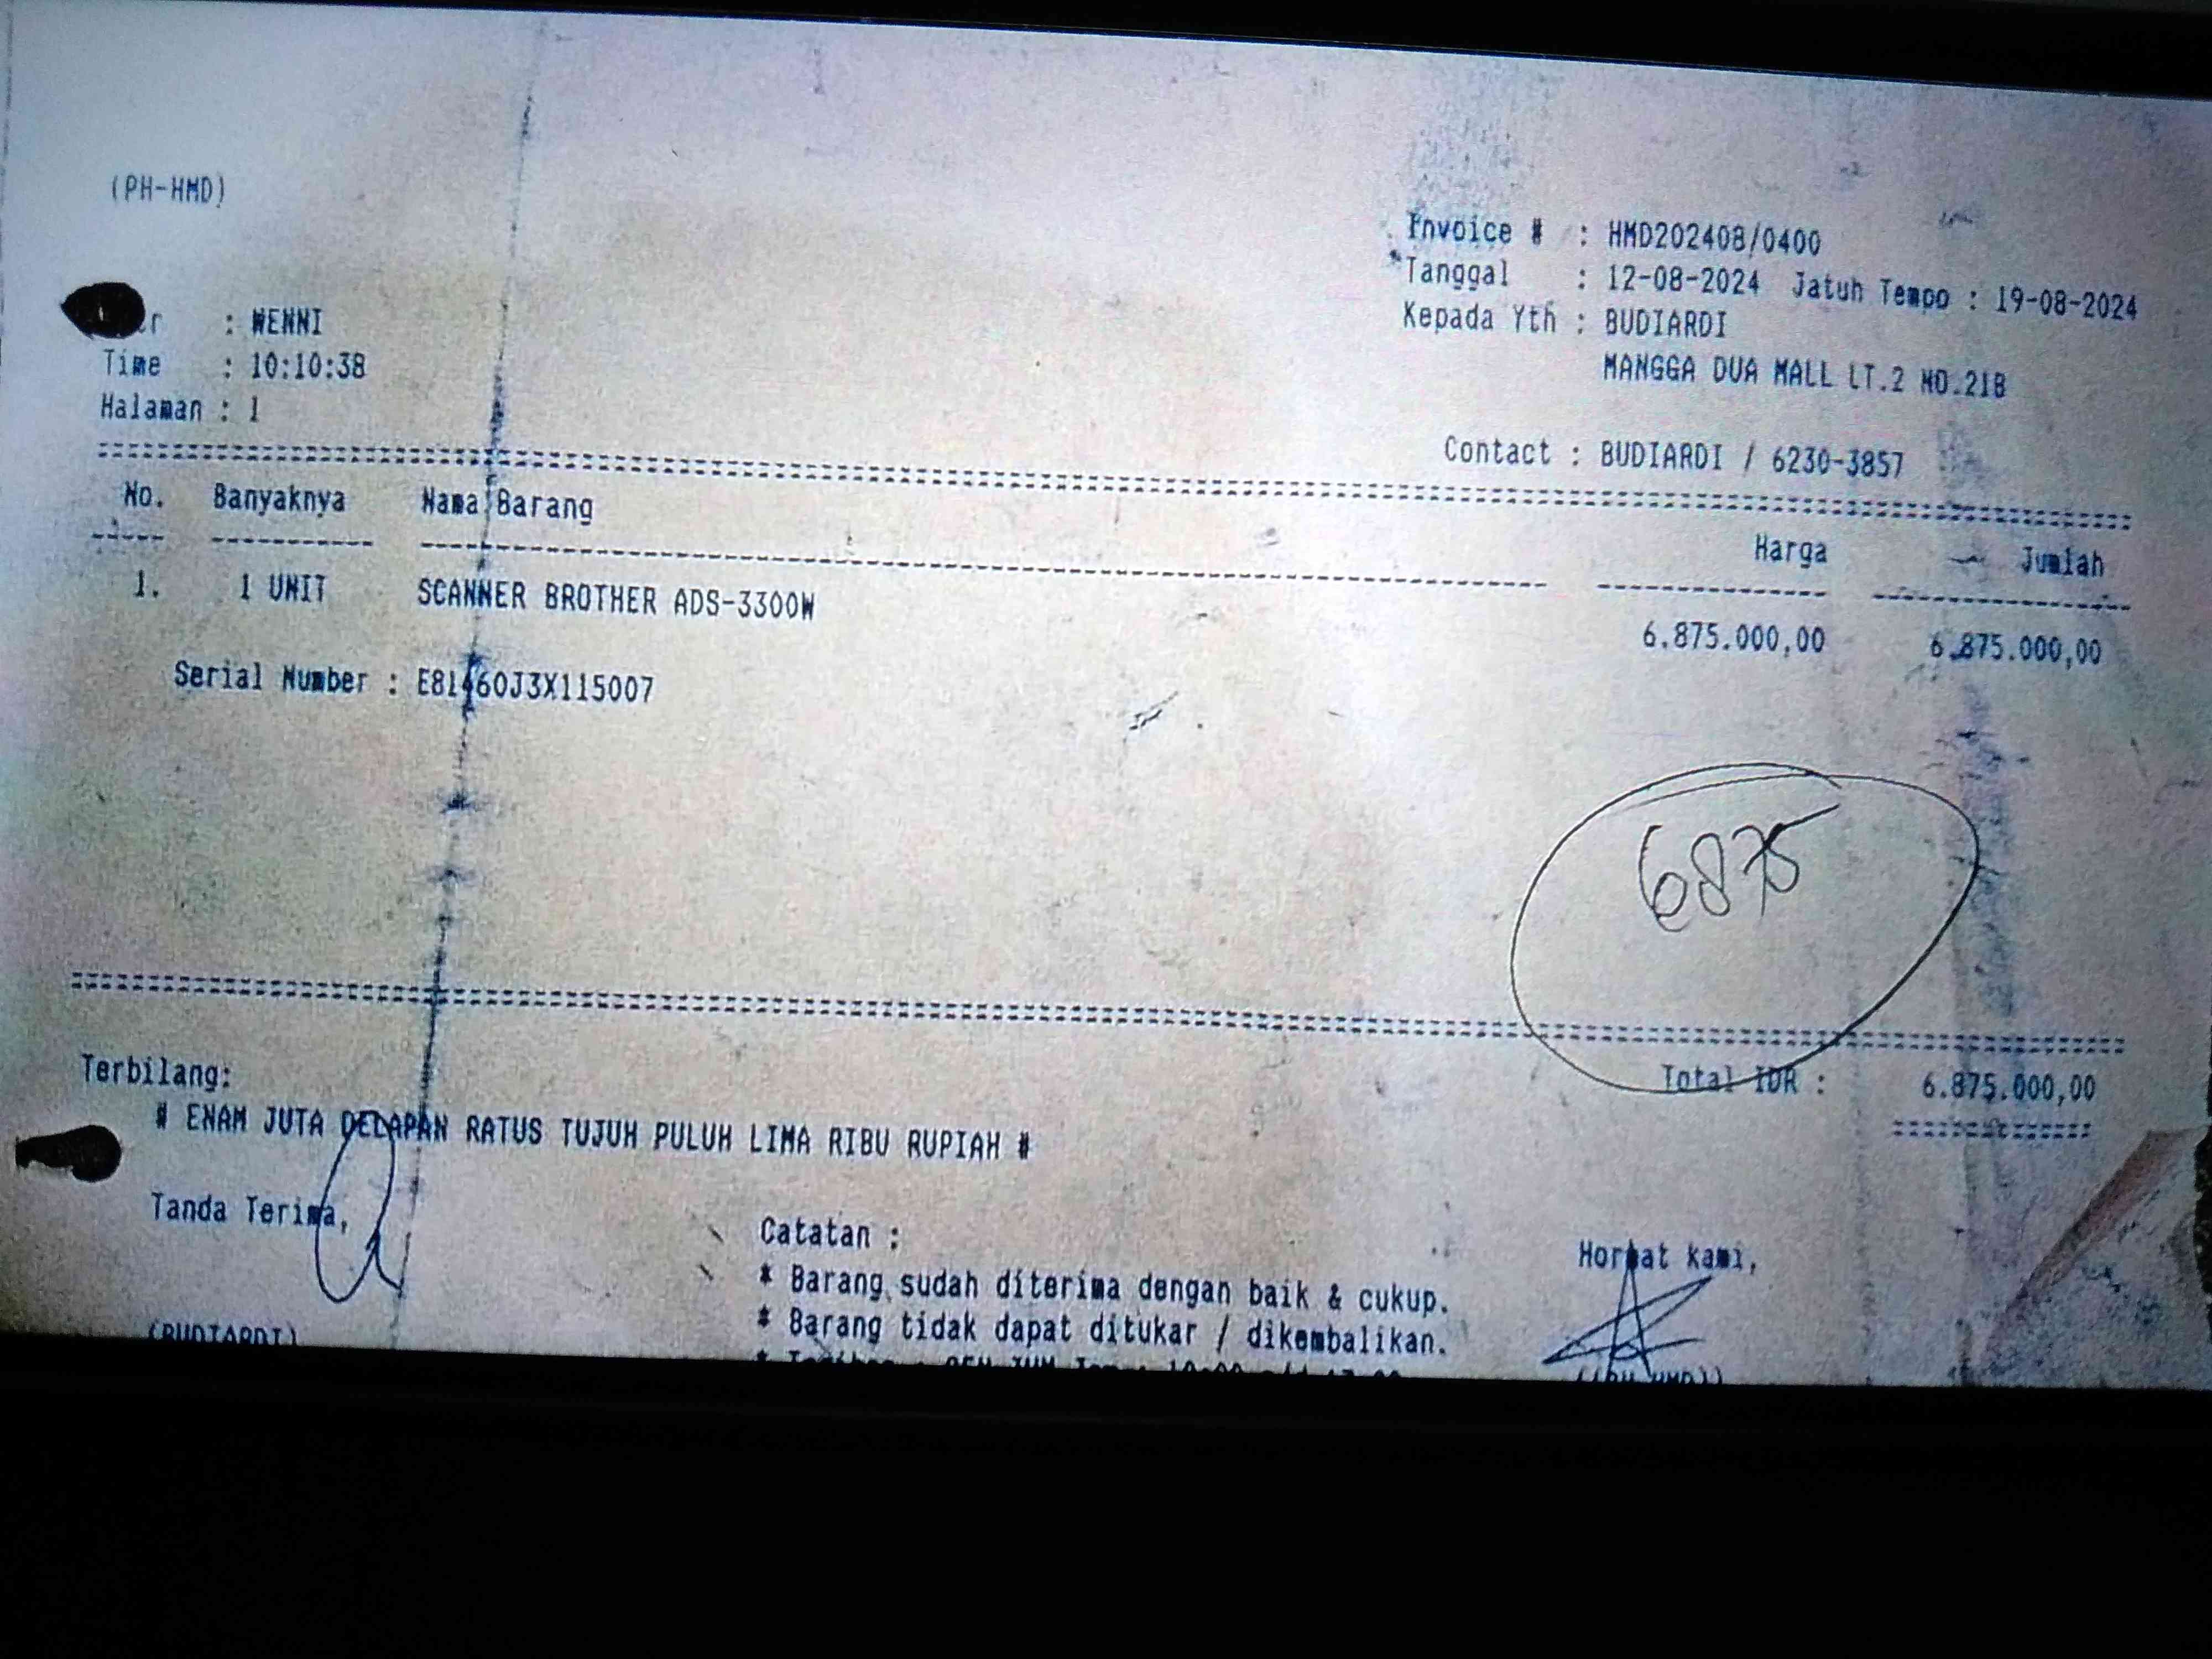 (PH-HMD)
Invoice # : HMD202408/0400
Tanggal : 12-08-2024 Jatuh Tempo : 19-08-2024
: WENNI
Kepada Yth : BUDIARDI
Time : 10:10:38
MANGGA DUA MALL LT.2 NO.21B
Halaman : 1
Contact : BUDIARDI / 6230-3857
No. Banyaknya Nama Barang Harga Jumlah
1. 1 UNIT SCANNER BROTHER ADS-3300W 6.875.000,00 6.875.000,00
Serial Number : E81460J3X115007
6875
Terbilang: Total IDR : 6.875.000,00
# ENAM JUTA DELAPAN RATUS TUJUH PULUH LIMA RIBU RUPIAH #
Tanda Terima, Catatan : Hormat kami,
* Barang sudah diterima dengan baik & cukup.
* Barang tidak dapat ditukar / dikembalikan.
(BUDIARDI)